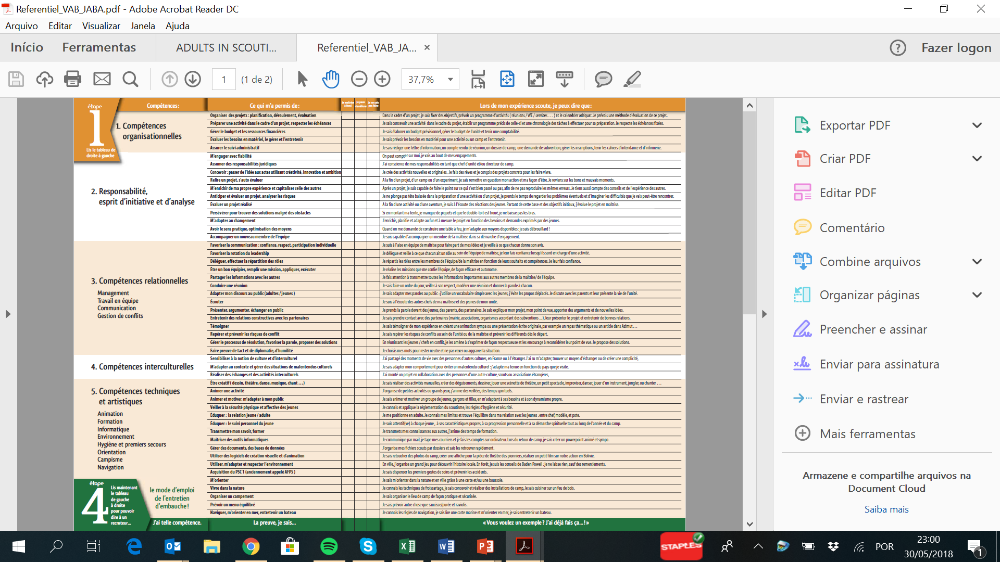 Referentiel_VAB_JABA.pdf - Adobe Acrobat Reader DC
Arquivo Editar Visualizar Janela Ajuda
Início Ferramentas ADULTS IN SCOUTI... Referentiel_VAB_JA... × Fazer logon
1 (1 de 2) 37,7%
étape 1 Lis le tableau de droite à gauche
Compétences : Ce qui m'a permis de : Je maîtrise à fond Je peux m'améliorer Je ne sais pas faire Lors de mon expérience scoute, je peux dire que :
1. Compétences organisationnelles
Organiser des projets : planification, déroulement, évaluation Dans le cadre d'un projet, je sais fixer des objectifs, prévoir un programme d'activités ( réunions / WE / services … ) et le calendrier adéquat. Je prévois une méthode d'évaluation de ce projet.
Préparer une activité dans le cadre d'un projet, respecter les échéances Je sais concevoir une activité dans le cadre du projet, établir un programme précis de celle-ci et une chronologie des tâches à effectuer pour sa préparation. Je respecte les échéances fixées.
Gérer le budget et les ressources financières Je sais élaborer un budget prévisionnel, gérer le budget de l'unité et tenir une comptabilité.
Évaluer les besoins en matériel, le gérer et l'entretenir Je sais prévoir les besoins en matériel pour une activité ou un camp et l'entretenir.
Assurer le suivi administratif Je sais rédiger une lettre d'information, un compte rendu de réunion, un dossier de camp, une demande de subvention, gérer les inscriptions, tenir les cahiers d'intendance et d'infirmerie.
2. Responsabilité, esprit d'initiative et d'analyse
M'engager avec fiabilité On peut compter sur moi, je vais au bout de mes engagements.
Assumer des responsabilités juridiques J'ai conscience de mes responsabilités en tant que chef d'unité et/ou directeur de camp.
Concevoir : passer de l'idée aux actes utilisant créativité, innovation et ambition Je crée des activités nouvelles et originales. Je fais des rêves et je conçois des projets concrets pour les faire vivre.
Relire un projet, s'auto évaluer A la fin d'un projet, d'un camp ou d'un experiment, je sais remettre en question mon action et ma façon d'être. Je reviens sur les bons et mauvais moments.
M'enrichir de ma propre expérience et capitaliser celle des autres Après un projet, je suis capable de faire le point sur ce qui s'est bien passé ou pas, afin de ne pas reproduire les mêmes erreurs. Je tiens aussi compte des conseils et de l'expérience des autres.
Anticiper et évaluer un projet, analyser les risques Je ne plonge pas tête baissée dans la préparation d'une activité ou d'un projet, je prends le temps de regarder les problèmes éventuels et d'imaginer les difficultés que je vais peut-être rencontrer.
Évaluer un projet réalisé A la fin d'une activité ou d'une aventure, je suis à l'écoute des réactions des jeunes. Partant de cette base et des objectifs initiaux, j'évalue le projet en maîtrise.
Persévérer pour trouver des solutions malgré des obstacles Si en montant ma tente, je manque de piquets et que le double-toit est troué, je ne baisse pas les bras.
M'adapter au changement J'enrichis, planifie et adapte au fur et à mesure le projet en fonction des besoins et demandes exprimés par des jeunes.
Avoir le sens pratique, optimisation des moyens Quand on me demande de construire une table à feu, je m'adapte aux moyens disponibles : je suis débrouillard !
Accompagner un nouveau membre de l'équipe Je suis capable d'accompagner un membre de la maîtrise dans sa démarche d'engagement.
3. Compétences relationnelles
Management
Travail en équipe
Communication
Gestion de conflits
Favoriser la communication : confiance, respect, participation individuelle Je suis à l'aise en équipe de maîtrise pour faire part de mes idées et je veille à ce que chacun donne son avis.
Favoriser la rotation du leadership Je délègue et veille à ce que chacun ait un rôle au sein de l'équipe de maîtrise, je leur fais confiance lorsqu'ils sont en charge d'une activité.
Déléguer, effectuer la répartition des rôles Je répartis les rôles entre les membres de l'équipe/de la maîtrise en fonction de leurs souhaits et compétences. Je leur fais confiance.
Être un bon équipier, remplir une mission, appliquer, exécuter Je réalise les missions que me confie l'équipe, de façon efficace et autonome.
Partager les informations avec les autres Je fais attention à transmettre toutes les informations importantes aux autres membres de la maîtrise/ de l'équipe.
Conduire une réunion Je sais faire un ordre du jour, veiller à son respect, modérer une réunion et donner la parole à chacun.
Adapter mon discours au public (adultes / jeunes ) Je sais adapter mes paroles au public : j'utilise un vocabulaire simple avec les jeunes, j'évite les propos déplacés. Je discute avec les parents et leur présente la vie de l'unité.
Écouter Je suis à l'écoute des autres chefs de ma maîtrise et des jeunes de mon unité.
Présenter, argumenter, échanger en public Je prends la parole devant des jeunes, des parents, des partenaires. Je sais expliquer mon projet, mon point de vue, apporter des arguments et de nouvelles idées.
Entretenir des relations constructives avec les partenaires Je sais prendre contact avec des partenaires (mairie, associations, organismes accordant des subventions ...), leur présenter le projet et entretenir de bonnes relations.
Témoigner Je sais témoigner de mon expérience en créant une animation sympa ou une présentation écrite originale, par exemple un repas thématique ou un article dans Azimut…
Repérer et prévenir les risques de conflit Je sais repérer les risques de conflits au sein de l'unité ou de la maîtrise et prévenir les différends dès le départ.
Gérer le processus de résolution, favoriser la parole, proposer des solutions En réunissant les jeunes / chefs en conflit, je les amène à s'exprimer de façon respectueuse et les encourage à reconsidérer leur point de vue. Je propose des solutions.
Faire preuve de tact et de diplomatie, d'humilité Je choisis mes mots pour rester neutre et ne pas vexer ou aggraver la situation.
4. Compétences interculturelles
Sensibiliser à la notion de culture et d'interculturel J'ai partagé des moments de vie avec des personnes d'autres cultures, en France ou à l'étranger. J'ai su m'adapter, trouver un moyen d'échanger ou de créer une complicité,
M'adapter au contexte et gérer des situations de malentendus culturels Je sais adapter mon comportement pour éviter un malentendu culturel : j'adapte ma tenue en fonction du pays que je visite.
Réaliser des échanges et des activités interculturels J'ai monté un projet en collaboration avec des personnes d'une autre culture, scouts ou associations étrangères,
5. Compétences techniques et artistiques
Animation
Formation
Informatique
Environnement
Hygiène et premiers secours
Orientation
Campisme
Navigation
Être créatif ( dessin, théâtre, danse, musique, chant …) Je sais réaliser des activités manuelles, créer des déguisements, dessiner, jouer une scènette de théâtre, un petit spectacle, improviser, danser, jouer d'un instrument, jongler, ou chanter …
Animer une activité J'organise de petites activités ou grands jeux, j'anime des veillées, des temps spirituels.
Animer et motiver, m'adapter à mon public Je sais animer et motiver un groupe de jeunes, garçons et filles, en m'adaptant à ses besoins et à son dynamisme propre.
Veiller à la sécurité physique et affective des jeunes Je connais et applique la réglementation du scoutisme, les règles d'hygiène et sécurité.
Éduquer : la relation jeune / adulte Je me positionne en adulte. Je connais mes limites et trouve l'équilibre dans ma relation avec les jeunes : entre chef, modèle, et pote.
Éduquer : le suivi personnel du jeune Je suis attentif(ve) à chaque jeune , à ses caractéristiques propres, à sa progression personnelle et à sa démarche spirituelle tout au long de l'année et du camp.
Transmettre mon savoir, former Je transmets mes connaissances aux autres, j'anime des temps de formation.
Maîtriser des outils informatiques Je communique par mail, je tape mes courriers et je fais les comptes sur ordinateur. Lors du retour de camp, je sais créer un powerpoint animé et sympa.
Gérer des documents, des bases de données J'organise mes fichiers scouts par dossiers et sais les retrouver rapidement.
Utiliser des logiciels de création visuelle et d'animation Je sais retoucher des photos du camp, créer une affiche pour la pièce de théâtre des pionniers, réaliser un petit film sur notre action en Bolivie.
Utiliser, m'adapter et respecter l'environnement En ville, j'organise un grand jeu pour découvrir l'histoire locale. En forêt, je suis les conseils de Baden Powell : je ne laisse rien, sauf des remerciements.
Acquisition du PSC 1 (anciennement appelé AFPS ) Je sais dispenser les premiers gestes de soins et prévenir les accidents.
M'orienter Je sais m'orienter dans la nature et en ville grâce à une carte et/ou une boussole.
Vivre dans la nature Je connais les techniques de froissartage, je sais concevoir et réaliser des installations de camp, Je sais cuisiner sur un feu de bois.
Organiser un campement Je sais organiser le lieu de camp de façon pratique et sécurisée.
Prévoir un menu équilibré Je sais prévoir autre chose que saucisse/purée et raviolis.
Naviguer, m'orienter en mer, entretenir un bateau Je connais les règles de navigation, je sais lire une carte marine et m'orienter en mer, je sais entretenir un bateau.
étape 4 Lis maintenant le tableau de gauche à droite pour pouvoir dire à un recruteur...
le mode d'emploi de l'entretien d'embauche !
J'ai telle compétence. La preuve, je sais... « Vous voulez un exemple ? J'ai déjà fais ça...! »
Exportar PDF
Criar PDF
Editar PDF
Comentário
Combine arquivos
Organizar páginas
Preencher e assinar
Enviar para assinatura
Enviar e rastrear
Mais ferramentas
Armazene e compartilhe arquivos na
Document Cloud
Saiba mais
STAPLES POR 23:00
30/05/2018 1